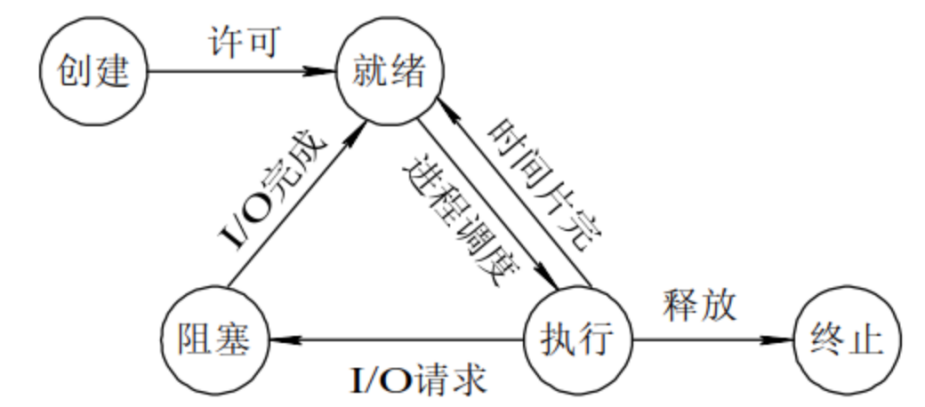 创建
许可
就绪
I/O完成
进程调度
时间片完
阻塞
I/O请求
执行
释放
终止